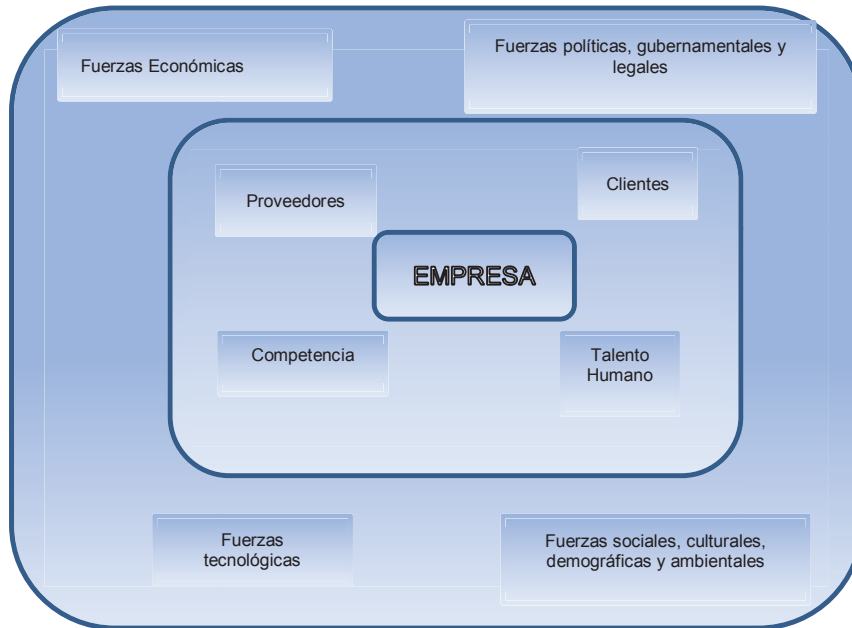 Fuerzas Económicas
Fuerzas políticas, gubernamentales y
legales
Proveedores
Clientes
EMPRESA
Competencia
Talento
Humano
Fuerzas
tecnológicas
Fuerzas sociales, culturales,
demográficas y ambientales